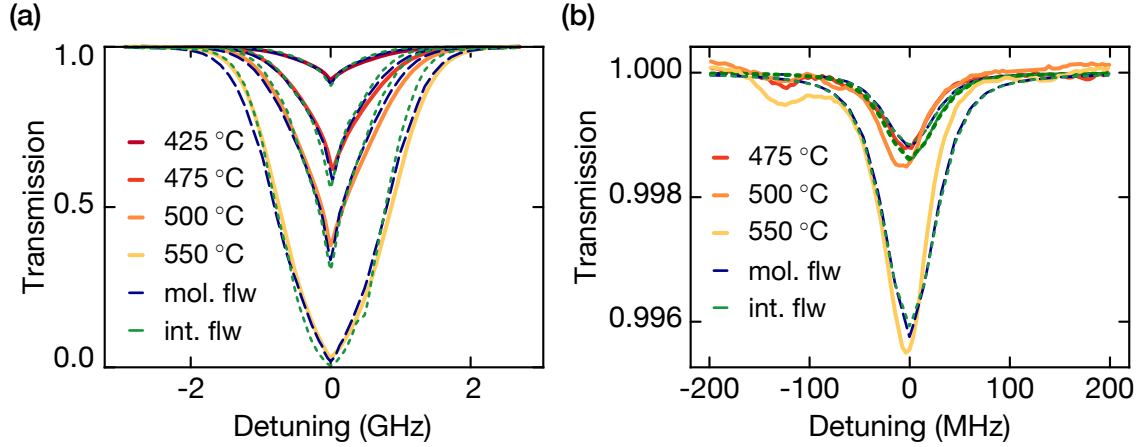 (a)
1.0
0.5
0.0
Transmission
425 °C
475 °C
500 °C
550 °C
mol. flw
int. flw
-2
0
2
Detuning (GHz)
(b)
1.000
0.998
0.996
Transmission
475 °C
500 °C
550 °C
mol. flw
int. flw
-200
-100
0
100
200
Detuning (MHz)